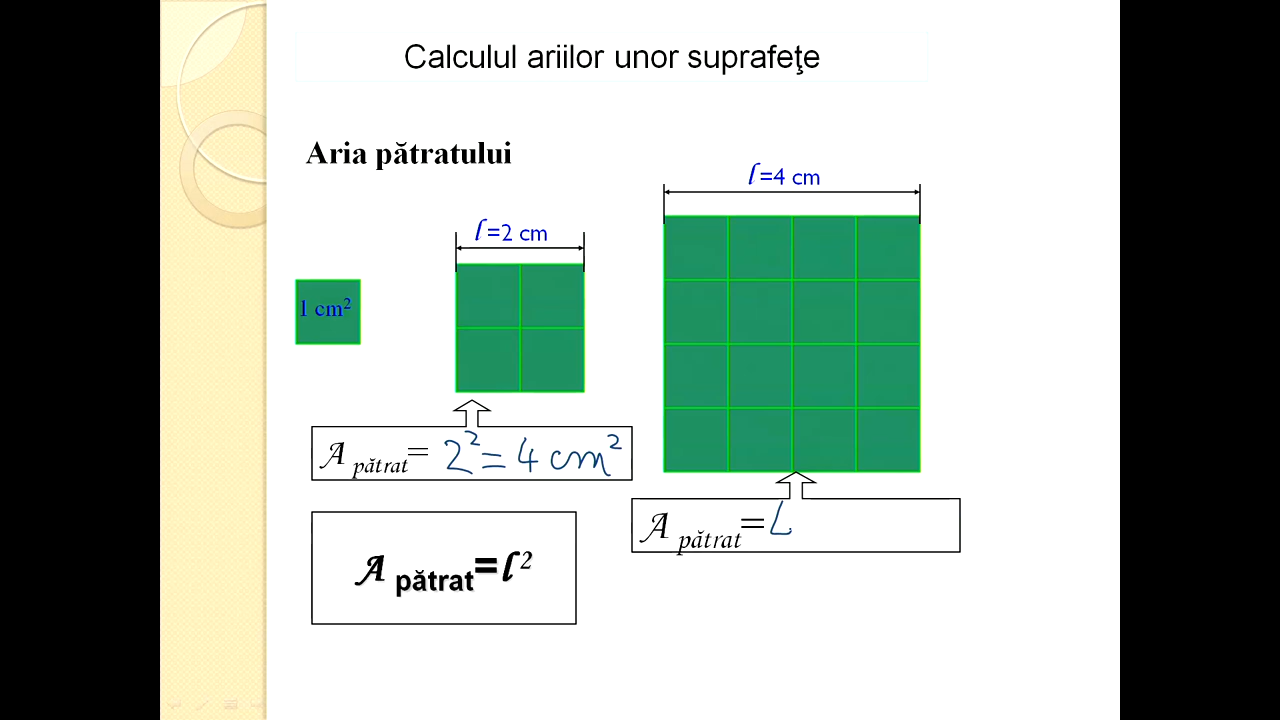 Calculul ariilor unor suprafeţe
Aria pătratului
l=4 cm
l=2 cm
1 cm²
A pătrat= 2²= 4 cm²
A pătrat=L
A pătrat=l²